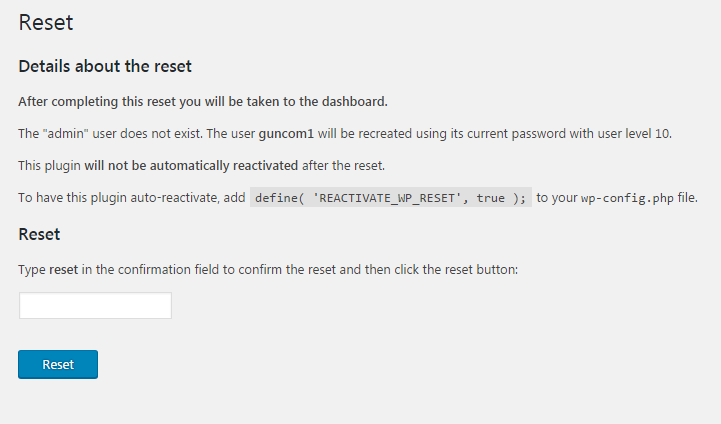 Reset
Details about the reset
After completing this reset you will be taken to the dashboard.
The "admin" user does not exist. The user guncom1 will be recreated using its current password with user level 10.
This plugin will not be automatically reactivated after the reset.
To have this plugin auto-reactivate, add define( 'REACTIVATE_WP_RESET', true ); to your wp-config.php file.
Reset
Type reset in the confirmation field to confirm the reset and then click the reset button:
Reset